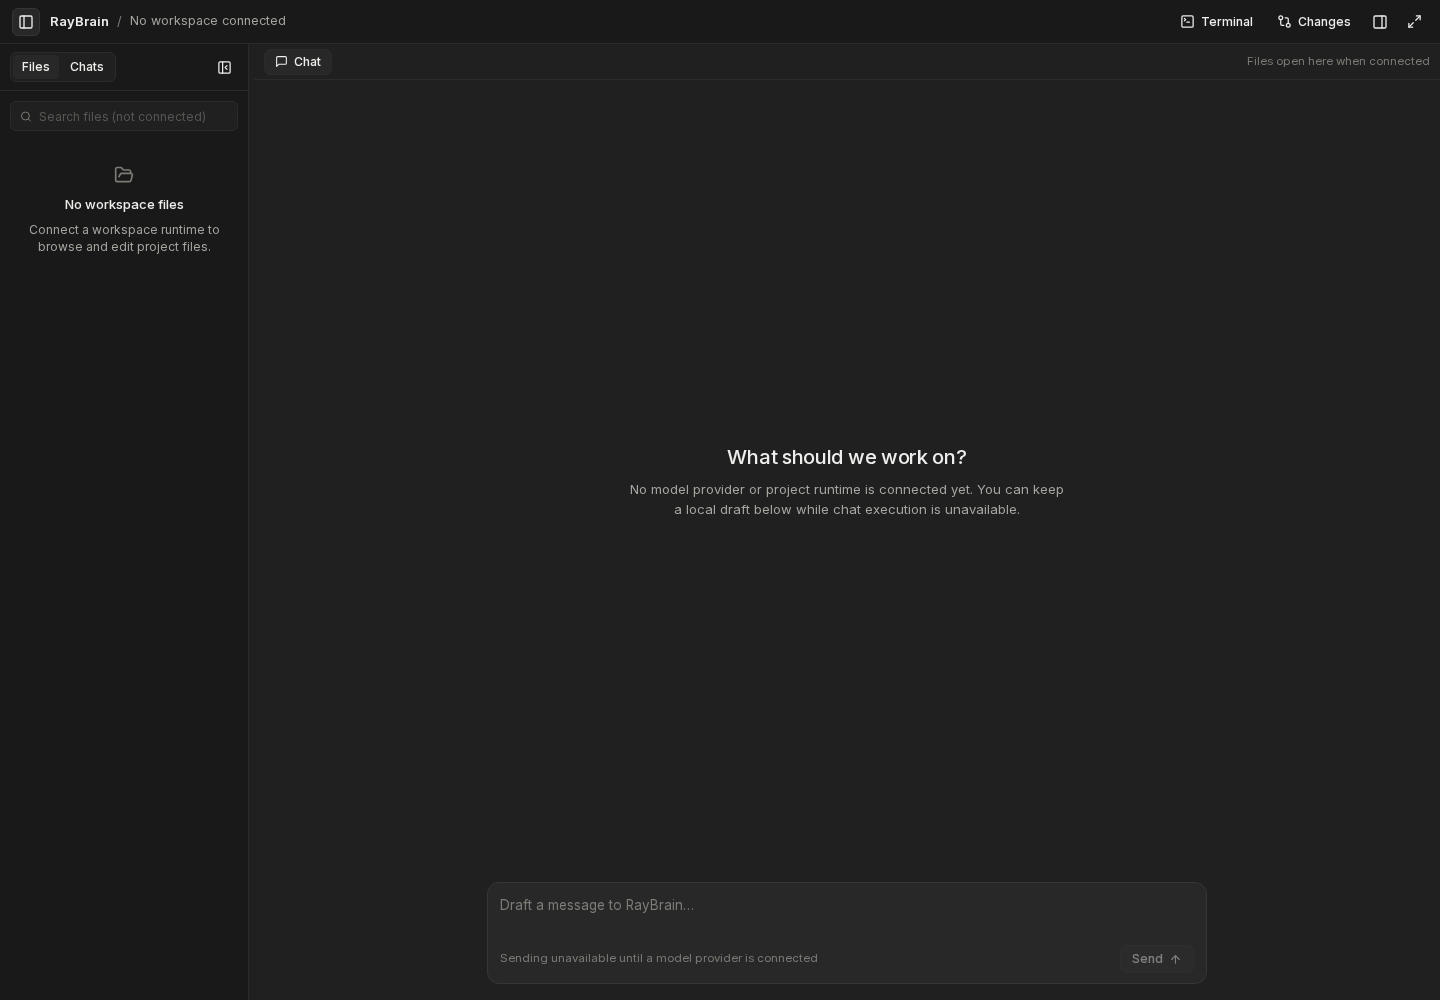 RayBrain / No workspace connected
Terminal
Changes
Files
Chats
Chat
Files open here when connected
Search files (not connected)
No workspace files
Connect a workspace runtime to
browse and edit project files.
What should we work on?
No model provider or project runtime is connected yet. You can keep
a local draft below while chat execution is unavailable.
Draft a message to RayBrain…
Sending unavailable until a model provider is connected
Send